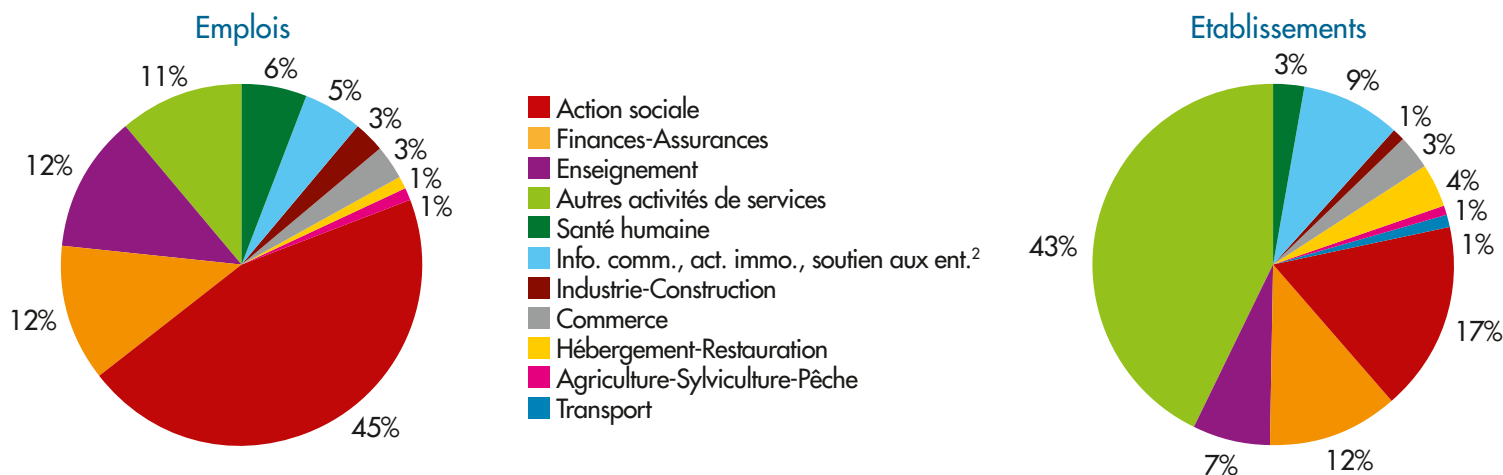 Emplois
6%
5%
3%
3%
1%
1%
45%
12%
12%
11%
Action sociale
Finances-Assurances
Enseignement
Autres activités de services
Santé humaine
Info. comm., act. immo., soutien aux ent.²
Industrie-Construction
Commerce
Hébergement-Restauration
Agriculture-Sylviculture-Pêche
Transport
Etablissements
3%
9%
1%
3%
4%
1%
1%
17%
12%
7%
43%